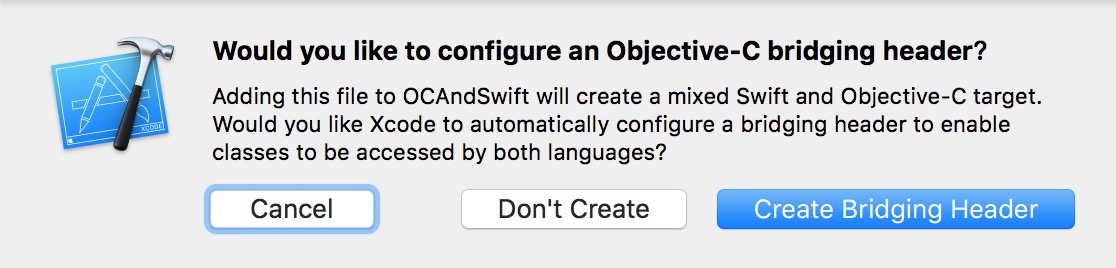 Would you like to configure an Objective-C bridging header?
Adding this file to OCAndSwift will create a mixed Swift and Objective-C target.
Would you like Xcode to automatically configure a bridging header to enable
classes to be accessed by both languages?
XCODE
Cancel
Don't Create
Create Bridging Header